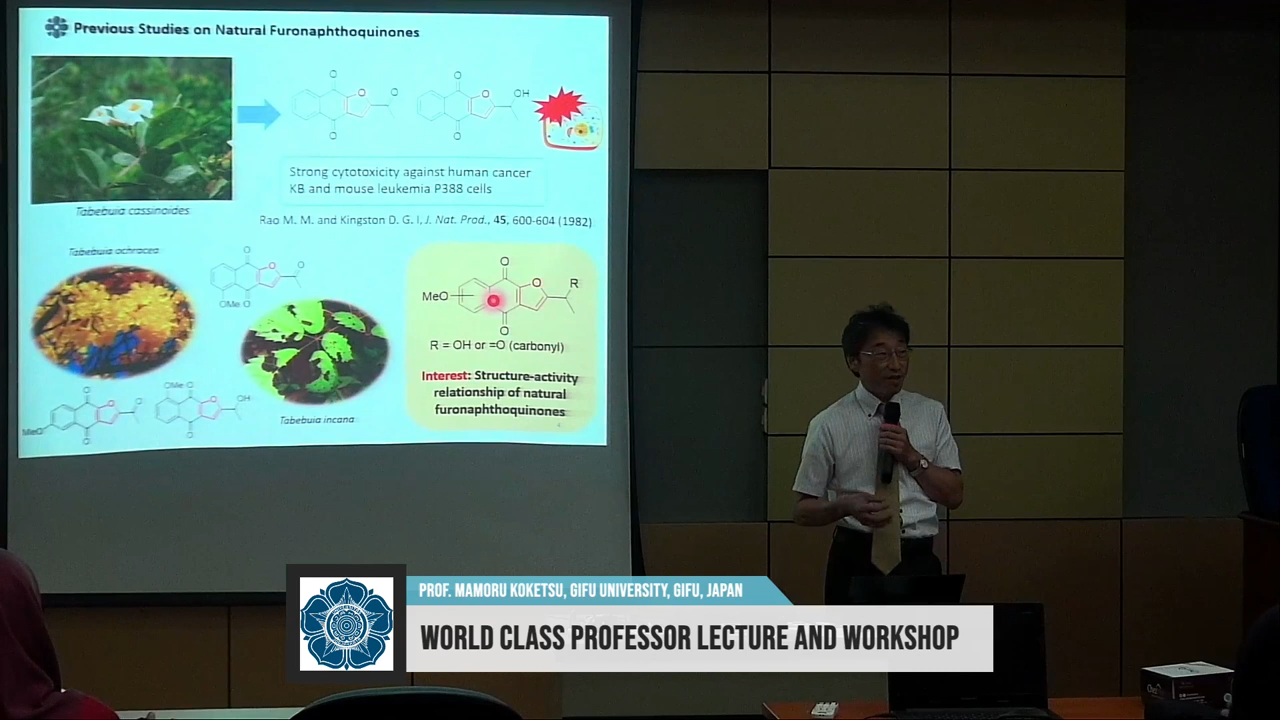 Previous Studies on Natural Furonaphthoquinones
O
O
O
O
O
O
OH
O
Strong cytotoxicity against human cancer
KB and mouse leukemia P388 cells
Tabebuia cassinoides
Rao M. M. and Kingston D. G. I, J. Nat. Prod., 45, 600-604 (1982)
Tabebuia ochracea
O
O
O
OMe O
O
O
MeO
R
O
R = OH or =O (carbonyl)
Interest: Structure-activity
relationship of natural
furonaphthoquinones
OMe O
O
O
O
OH
MeO
O
O
O
Tabebuia incana
PROF. MAMORU KOKETSU, GIFU UNIVERSITY, GIFU, JAPAN
WORLD CLASS PROFESSOR LECTURE AND WORKSHOP